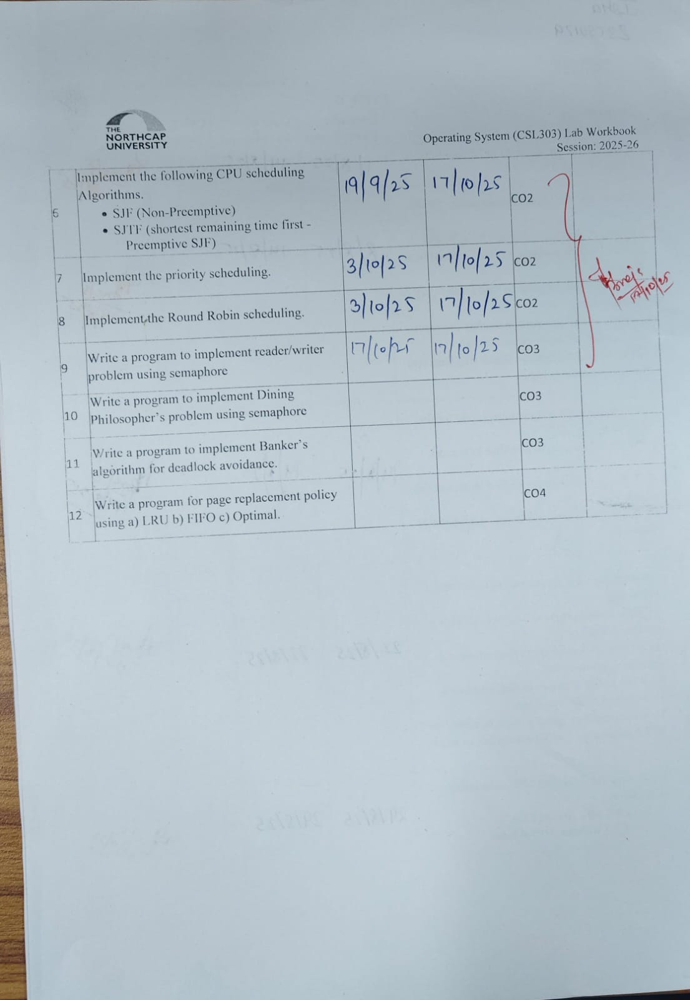 THE
NORTHCAP
UNIVERSITY
Operating System (CSL303) Lab Workbook
Session: 2025-26
6
Implement the following CPU scheduling
Algorithms.
• SJF (Non-Preemptive)
• SJTF (shortest remaining time first -
Preemptive SJF)
19/9/25
17/10/25
CO2
7
Implement the priority scheduling.
3/10/25
17/10/25
CO2
8
Implement the Round Robin scheduling.
3/10/25
17/10/25
CO2
17/10/25
9
Write a program to implement reader/writer
problem using semaphore
17/10/25
17/10/25
CO3
10
Write a program to implement Dining
Philosopher's problem using semaphore
CO3
11
Write a program to implement Banker's
algorithm for deadlock avoidance.
CO3
12
Write a program for page replacement policy
using a) LRU b) FIFO c) Optimal.
CO4